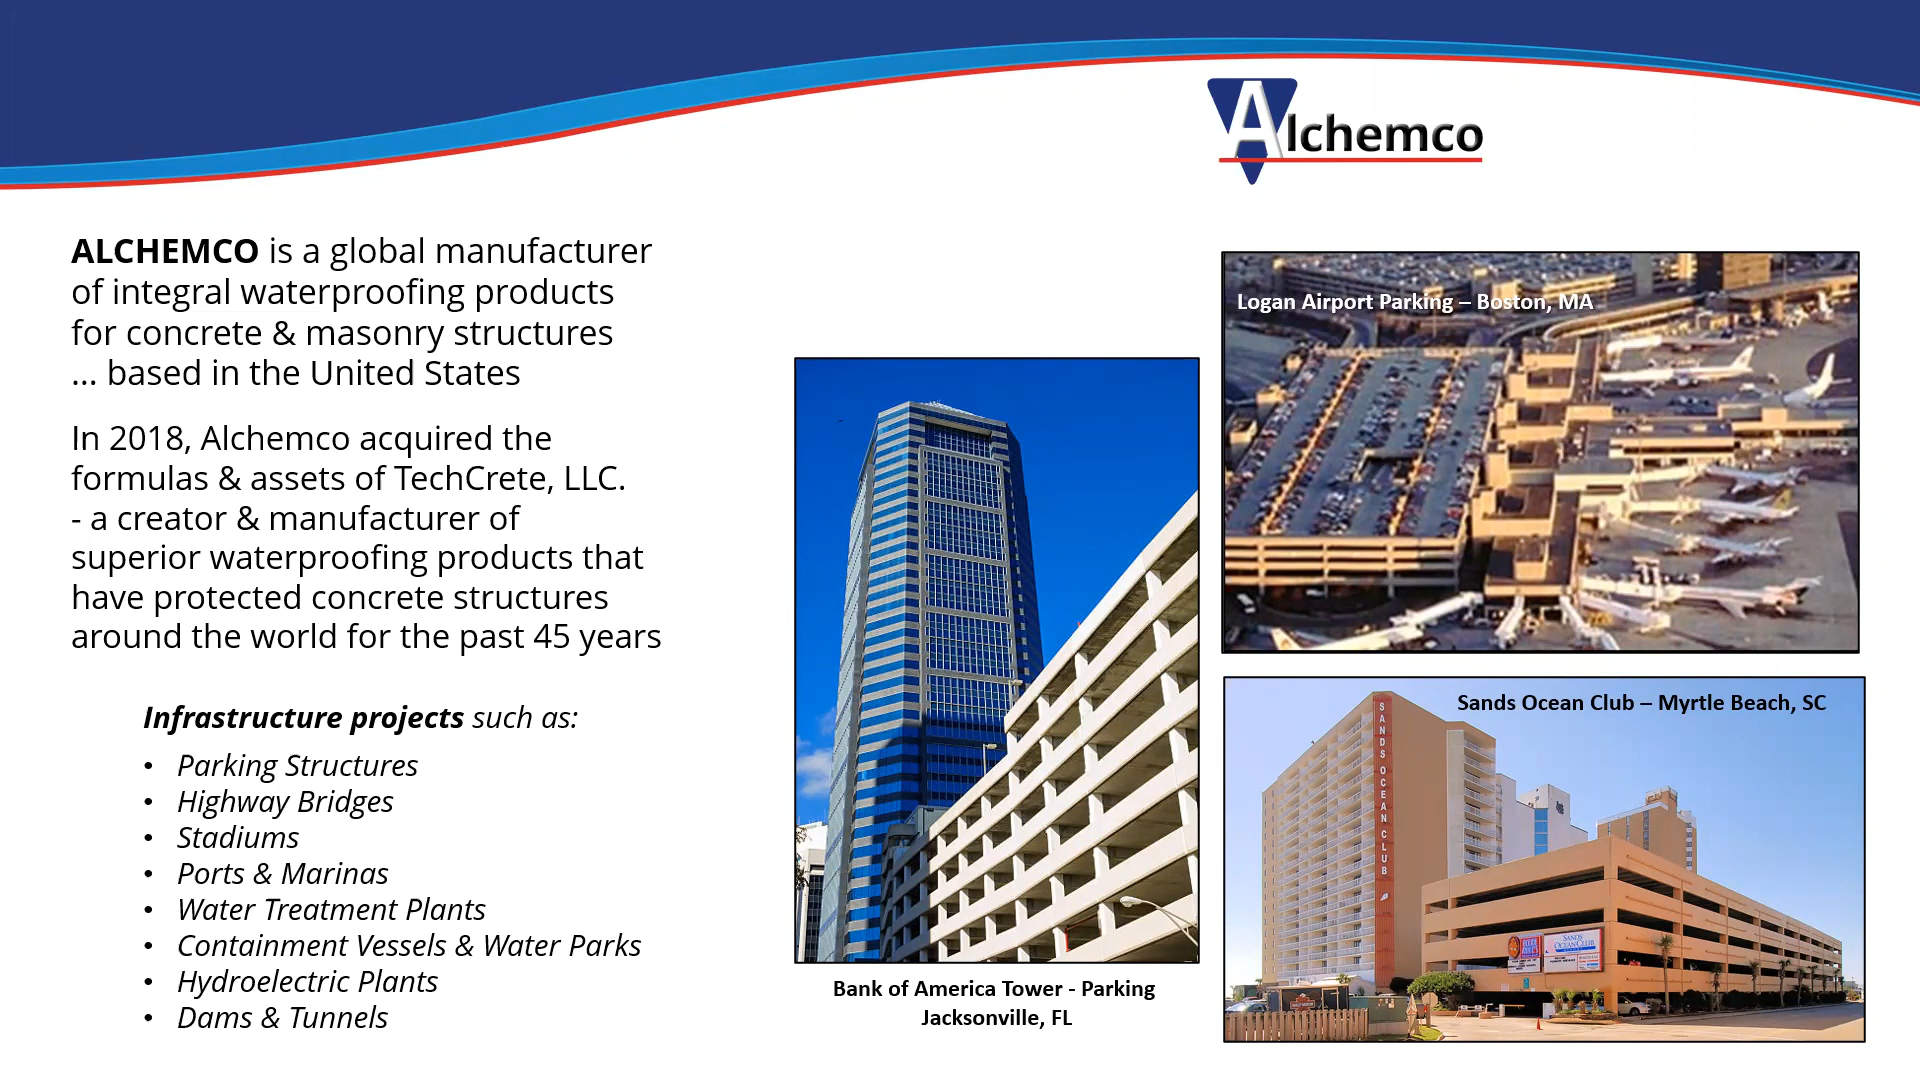 Alchemco
ALCHEMCO is a global manufacturer
of integral waterproofing products
for concrete & masonry structures
... based in the United States
In 2018, Alchemco acquired the
formulas & assets of TechCrete, LLC.
- a creator & manufacturer of
superior waterproofing products that
have protected concrete structures
around the world for the past 45 years
Infrastructure projects such as:
• Parking Structures
• Highway Bridges
• Stadiums
• Ports & Marinas
• Water Treatment Plants
• Containment Vessels & Water Parks
• Hydroelectric Plants
• Dams & Tunnels
Bank of America Tower - Parking
Jacksonville, FL
Logan Airport Parking – Boston, MA
Sands Ocean Club – Myrtle Beach, SC
SANDS OCEAN CLUB
SANDS
OCEAN CLUB